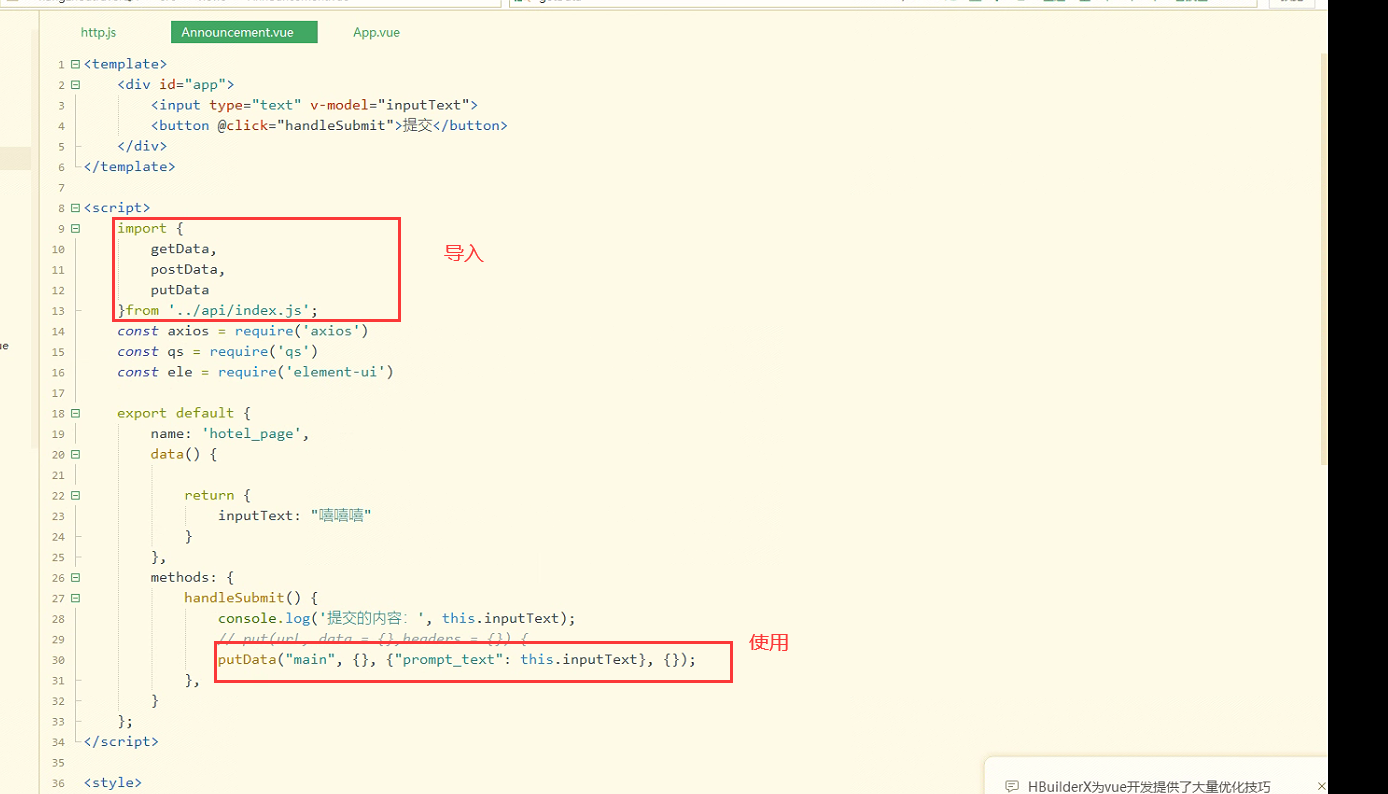 http.js Announcement.vue App.vue
1 <template>
2 <div id="app">
3 <input type="text" v-model="inputText">
4 <button @click="handleSubmit">提交</button>
5 </div>
6 </template>
7
8 <script>
9 import {
10 getData,
11 postData,
12 putData
13 }from '../api/index.js';
导入
14 const axios = require('axios')
15 const qs = require('qs')
16 const ele = require('element-ui')
17
18 export default {
19 name: 'hotel_page',
20 data() {
21
22 return {
23 inputText: "嘻嘻嘻"
24 }
25 },
26 methods: {
27 handleSubmit() {
28 console.log('提交的内容：', this.inputText);
29 // put(url, data = {},headers = {}) {
30 putData("main", {}, {"prompt_text": this.inputText}, {});
使用
31 },
32 }
33 };
34 </script>
35
36 <style>
HBuilderX为vue开发提供了大量优化技巧